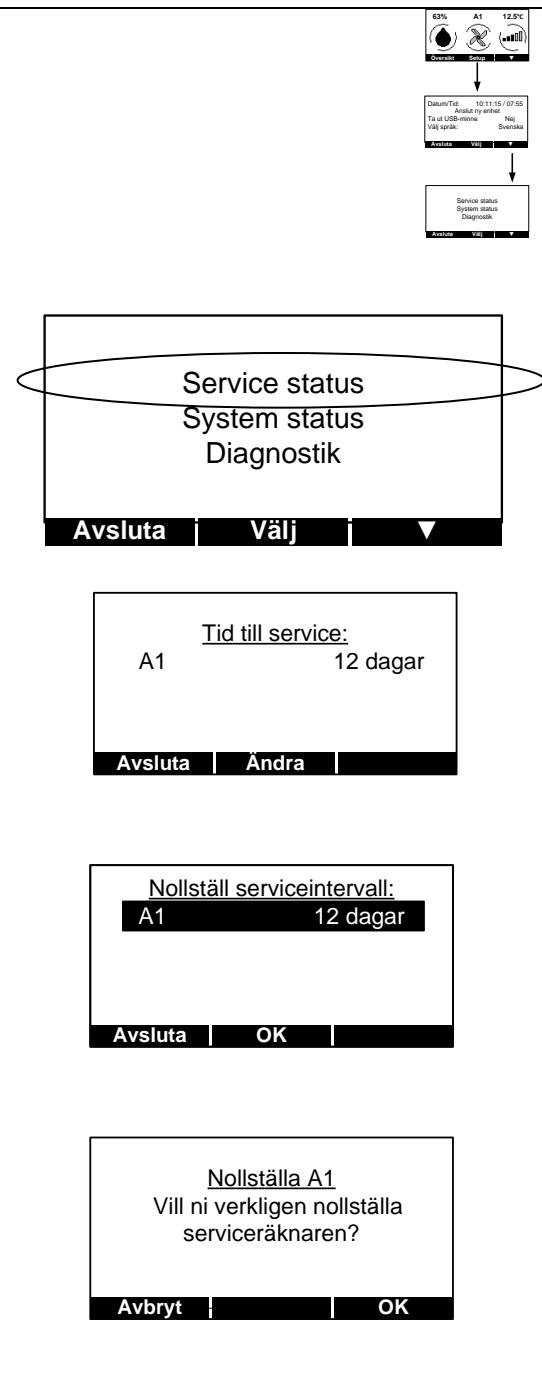 63% A1 12.5°C
Översikt Setup ▼
Datum/Tid: 10:11:15 / 07:55
Anslut ny enhet
Ta ut USB-minne Nej
Välj språk: Svenska
Avsluta Välj ▼
Service status
System status
Diagnostik
Avsluta Välj ▼
Service status
System status
Diagnostik
Avsluta Välj ▼
Tid till service:
A1 12 dagar
Avsluta Ändra
Nollställ serviceintervall:
A1 12 dagar
Avsluta OK
Nollställa A1
Vill ni verkligen nollställa
serviceräknaren?
Avbryt OK